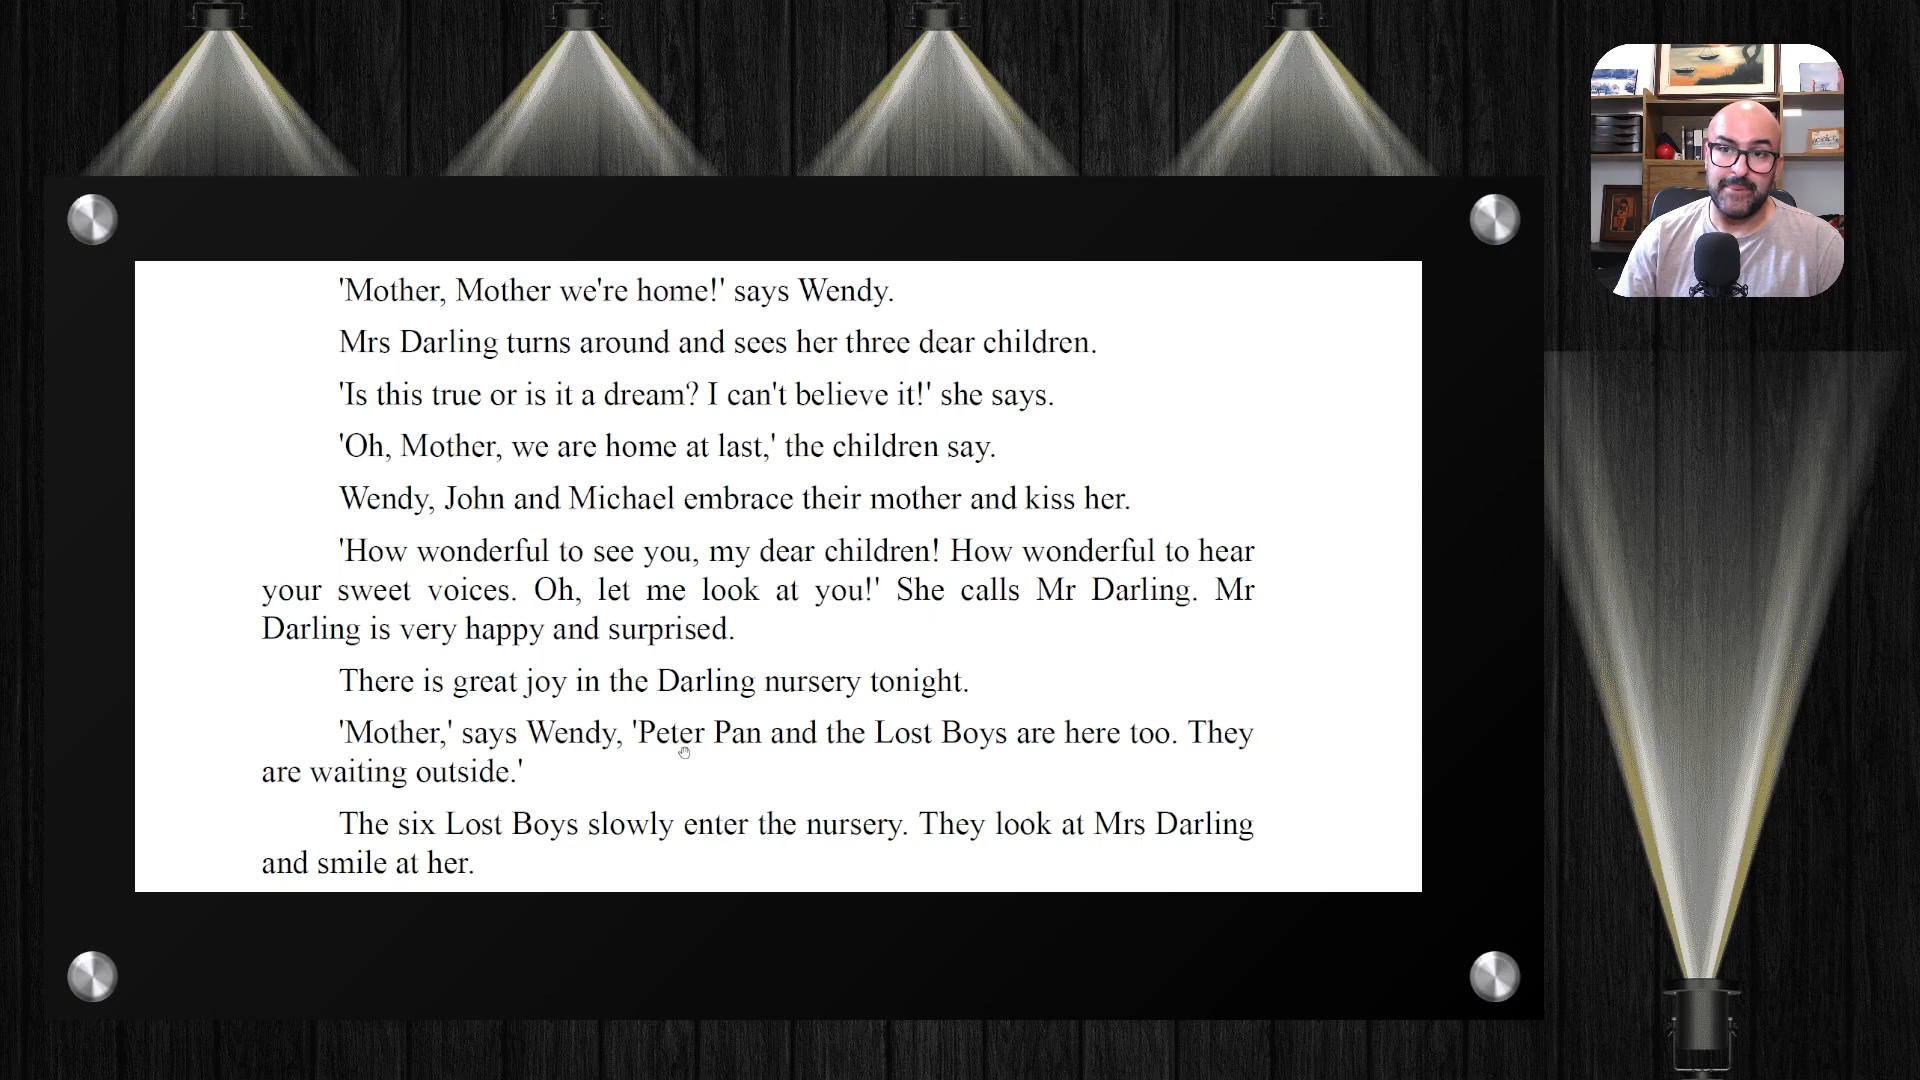 'Mother, Mother we're home!' says Wendy.
Mrs Darling turns around and sees her three dear children.
'Is this true or is it a dream? I can't believe it!' she says.
'Oh, Mother, we are home at last,' the children say.
Wendy, John and Michael embrace their mother and kiss her.
'How wonderful to see you, my dear children! How wonderful to hear
your sweet voices. Oh, let me look at you!' She calls Mr Darling. Mr
Darling is very happy and surprised.
There is great joy in the Darling nursery tonight.
'Mother,' says Wendy, 'Peter Pan and the Lost Boys are here too. They
are waiting outside.'
The six Lost Boys slowly enter the nursery. They look at Mrs Darling
and smile at her.